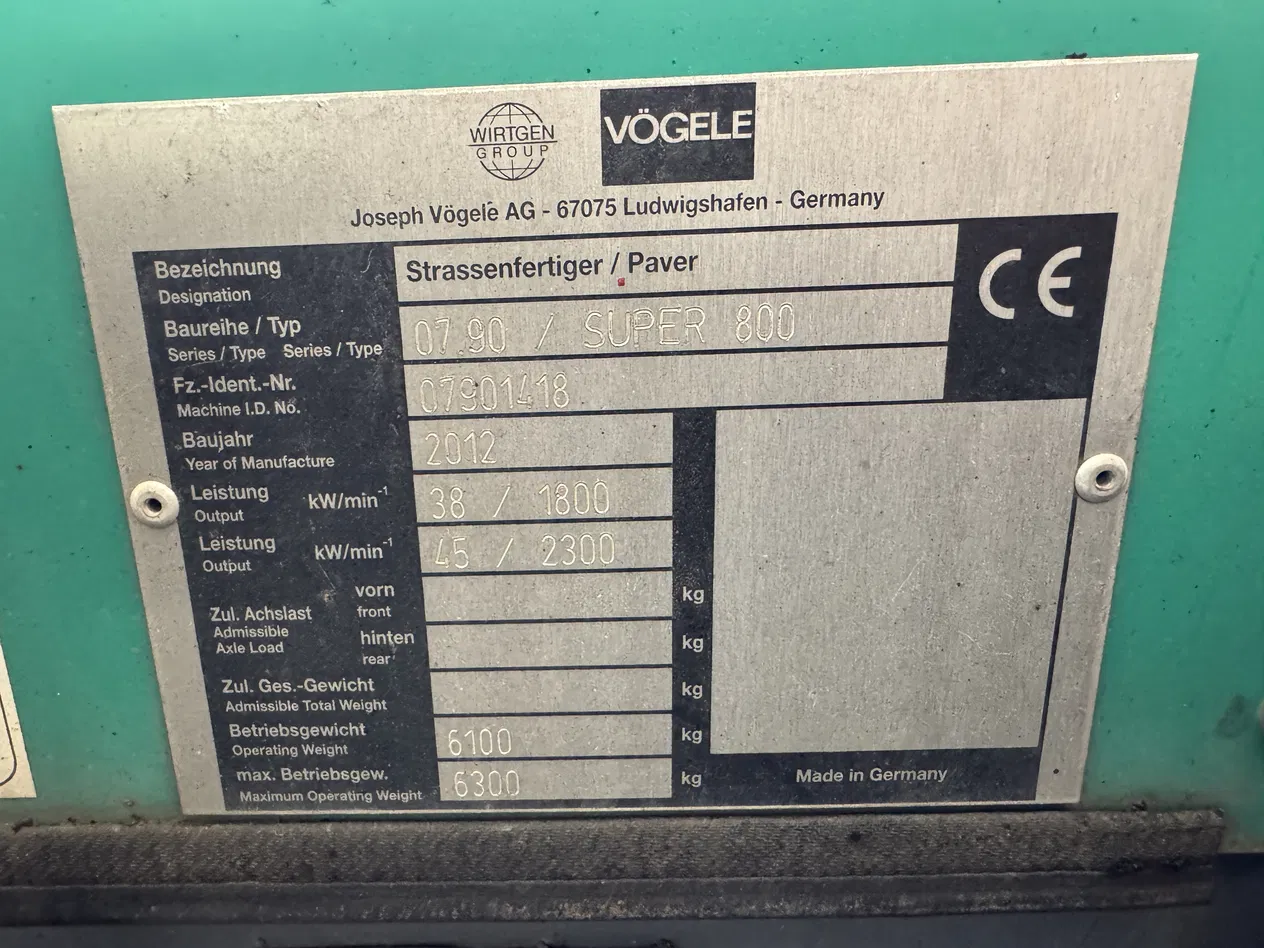 WIRTGEN
GROUP
VÖGELE
Joseph Vögele AG - 67075 Ludwigshafen - Germany
Bezeichnung
Designation
Strassenfertiger / Paver
CE
Baureihe / Typ
Series / Type Series / Type
07.90 / SUPER 800
Fz.-Ident.-Nr.
Machine I.D. No.
07901418
Baujahr
Year of Manufacture
2012
Leistung kW/min⁻¹
Output
38 / 1800
Leistung kW/min⁻¹
Output
45 / 2300
Zul. Achslast
Admissible
Axle Load
vorn
front
kg
hinten
rear
kg
Zul. Ges.-Gewicht
Admissible Total Weight
kg
Betriebsgewicht
Operating Weight
6100 kg
max. Betriebsgew.
Maximum Operating Weight
6300 kg
Made in Germany